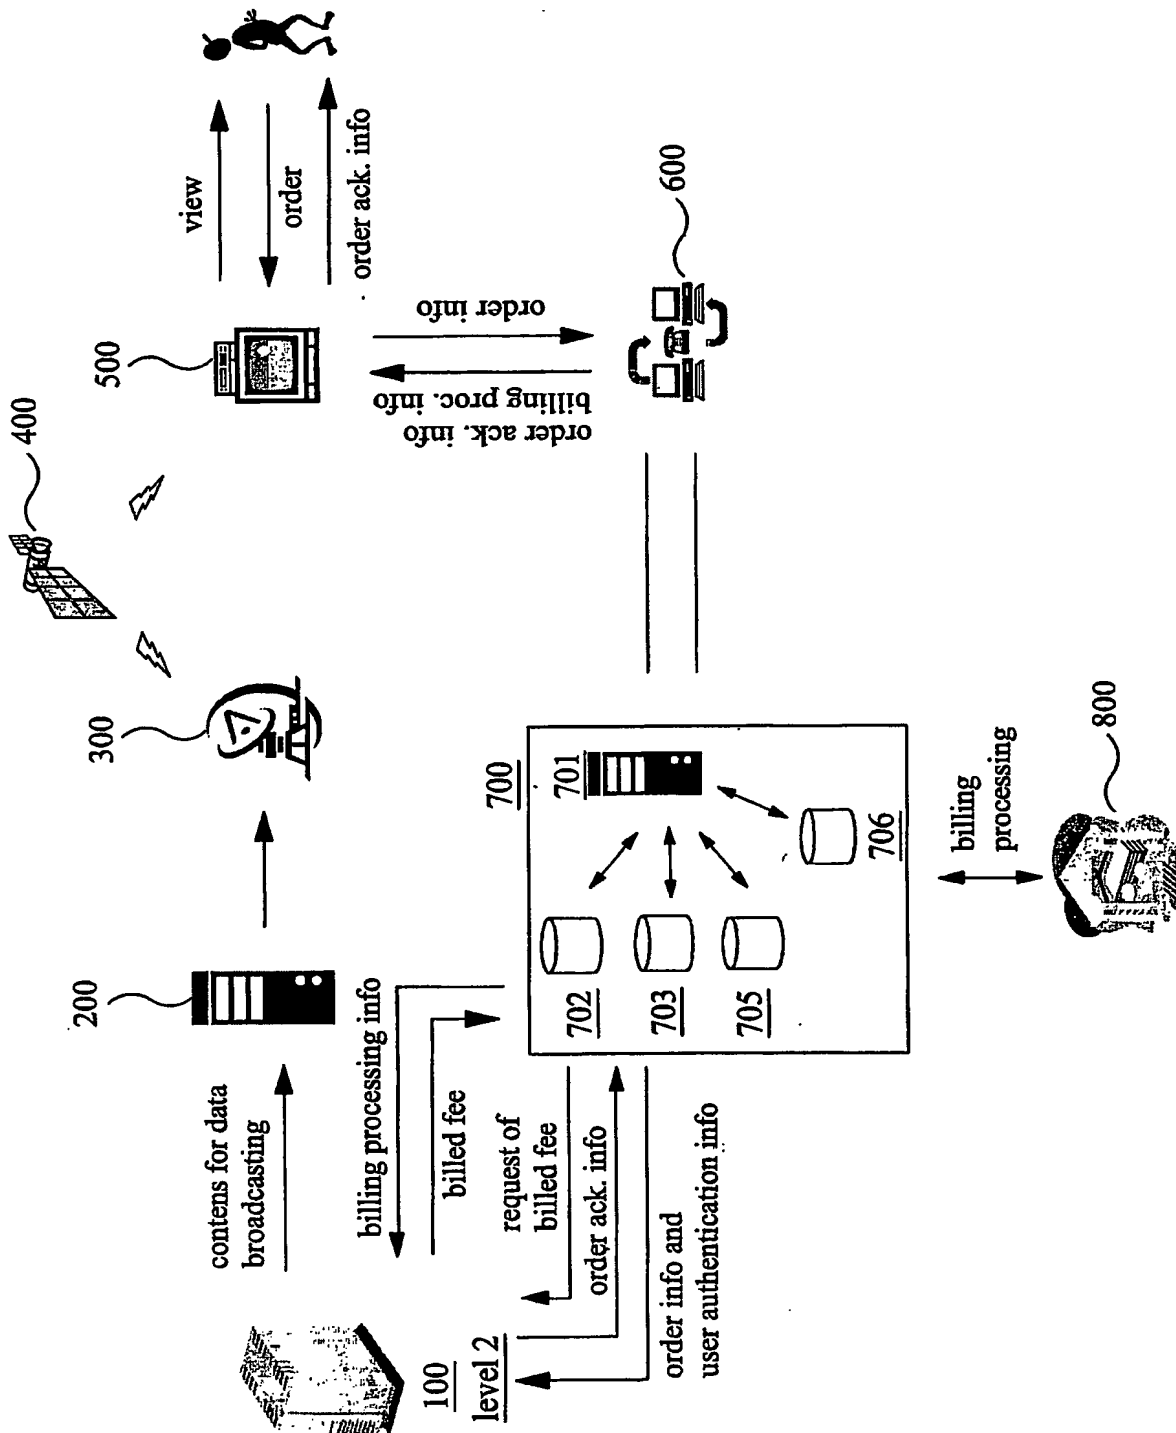 400
500
view
order
order ack. info
300
200
contens for data
broadcasting
order info
order ack. info
billing proc. info
600
billing processing info
billed fee
700
701
702
703
705
706
request of
billed fee
order ack. info
order info and
user authentication info
100
level 2
billing
processing
800